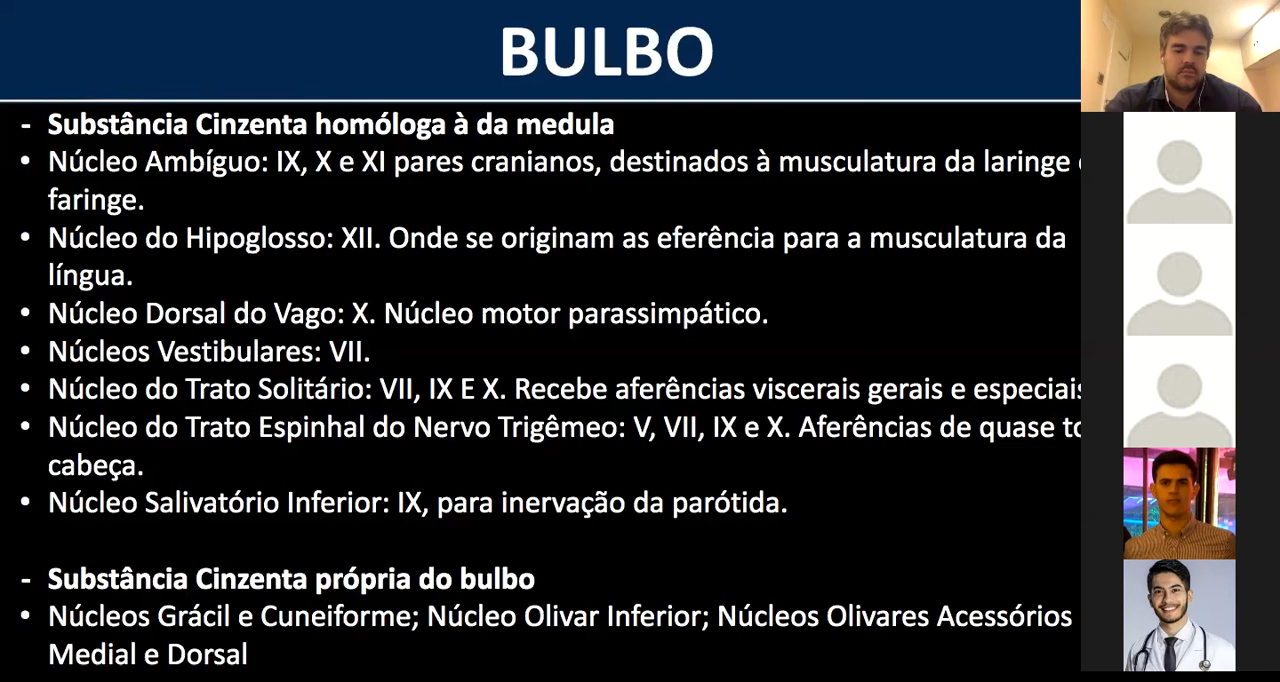 BULBO
- Substância Cinzenta homóloga à da medula
• Núcleo Ambíguo: IX, X e XI pares cranianos, destinados à musculatura da laringe
faringe.
• Núcleo do Hipoglosso: XII. Onde se originam as eferência para a musculatura da
língua.
• Núcleo Dorsal do Vago: X. Núcleo motor parassimpático.
• Núcleos Vestibulares: VII.
• Núcleo do Trato Solitário: VII, IX E X. Recebe aferências viscerais gerais e especiais
• Núcleo do Trato Espinhal do Nervo Trigêmeo: V, VII, IX e X. Aferências de quase
cabeça.
• Núcleo Salivatório Inferior: IX, para inervação da parótida.
- Substância Cinzenta própria do bulbo
• Núcleos Grácil e Cuneiforme; Núcleo Olivar Inferior; Núcleos Olivares Acessórios
Medial e Dorsal